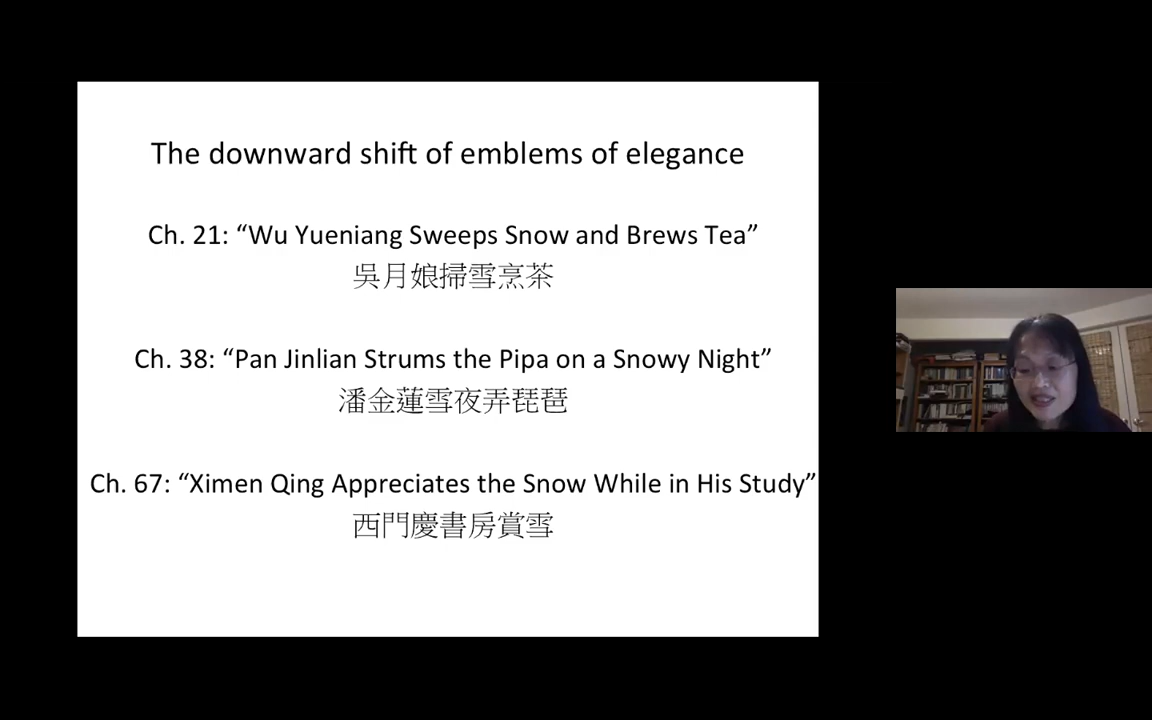 The downward shift of emblems of elegance
Ch. 21: “Wu Yueniang Sweeps Snow and Brews Tea”
吳月娘掃雪烹茶
Ch. 38: “Pan Jinlian Strums the Pipa on a Snowy Night”
潘金蓮雪夜弄琵琶
Ch. 67: “Ximen Qing Appreciates the Snow While in His Study”
西門慶書房賞雪